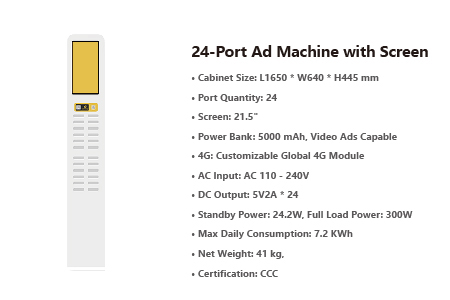 24-Port Ad Machine with Screen
• Cabinet Size: L1650 * W640 * H445 mm
• Port Quantity: 24
• Screen: 21.5"
• Power Bank: 5000 mAh, Video Ads Capable
• 4G: Customizable Global 4G Module
• AC Input: AC 110 - 240V
• DC Output: 5V2A * 24
• Standby Power: 24.2W, Full Load Power: 300W
• Max Daily Consumption: 7.2 KWh
• Net Weight: 41 kg,
• Certification: CCC